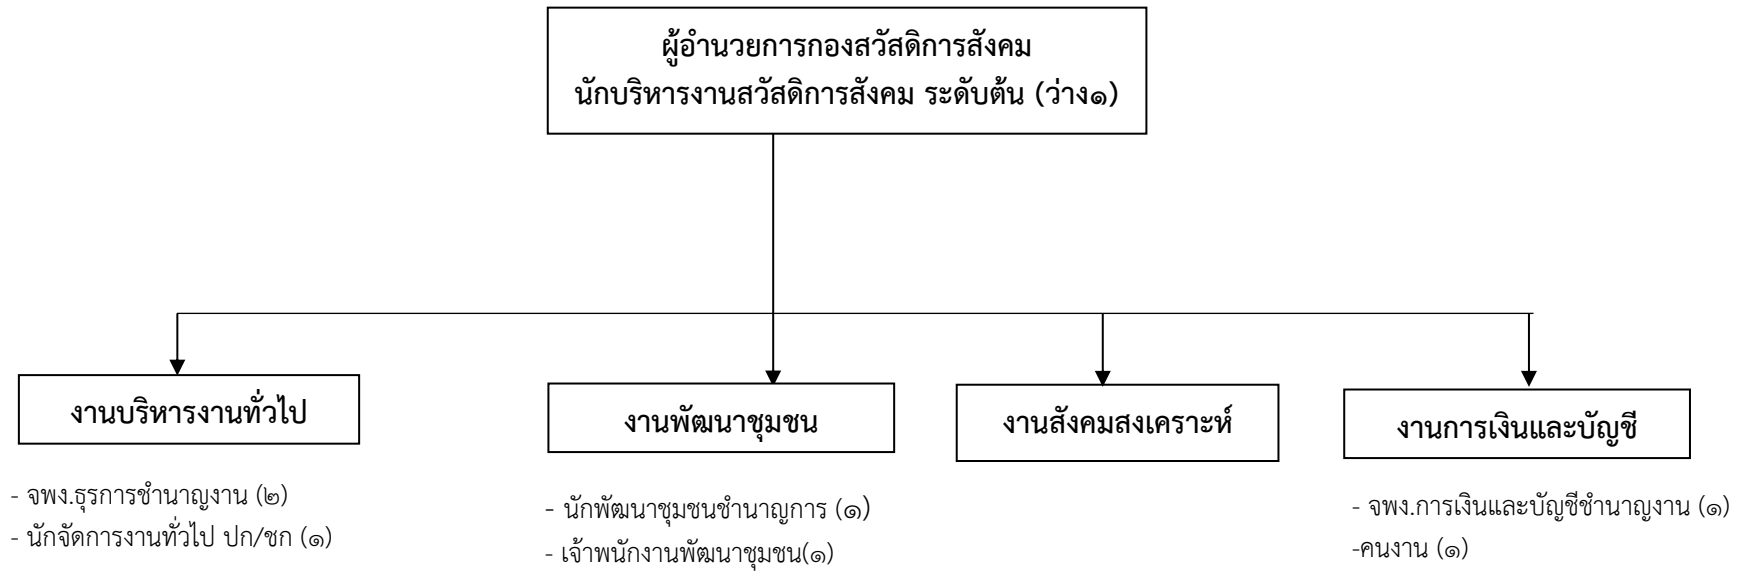 ผู้อำนวยการกองสวัสดิการสังคม
นักบริหารงานสวัสดิการสังคม ระดับต้น (ว่าง๑)
งานบริหารงานทั่วไป
- จพง.ธุรการชำนาญงาน (๒)
- นักจัดการงานทั่วไป ปก/ชก (๑)
งานพัฒนาชุมชน
- นักพัฒนาชุมชนชำนาญการ (๑)
- เจ้าพนักงานพัฒนาชุมชน(๑)
งานสังคมสงเคราะห์
งานการเงินและบัญชี
- จพง.การเงินและบัญชีชำนาญงาน (๑)
-คนงาน (๑)